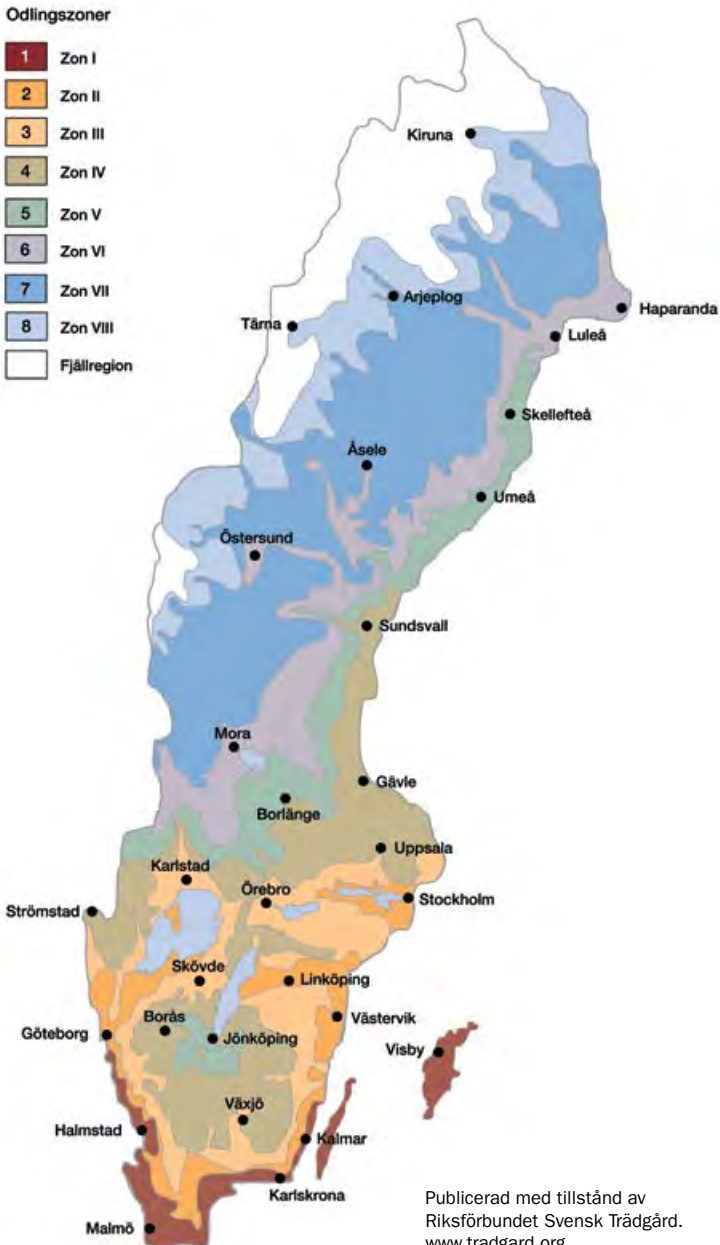 Odlingszoner
1 Zon I
2 Zon II
3 Zon III
4 Zon IV
5 Zon V
6 Zon VI
7 Zon VII
8 Zon VIII
Fjällregion
Kiruna
Arjeplog
Haparanda
Tärna
Luleå
Skellefteå
Åsele
Umeå
Östersund
Sundsvall
Mora
Gävle
Borlänge
Uppsala
Karlstad
Örebro
Stockholm
Strömstad
Skövde
Linköping
Borås
Västervik
Göteborg
Jönköping
Visby
Växjö
Halmstad
Kalmar
Karlskrona
Malmö
Publicerad med tillstånd av
Riksförbundet Svensk Trädgård.
www.tradgard.org